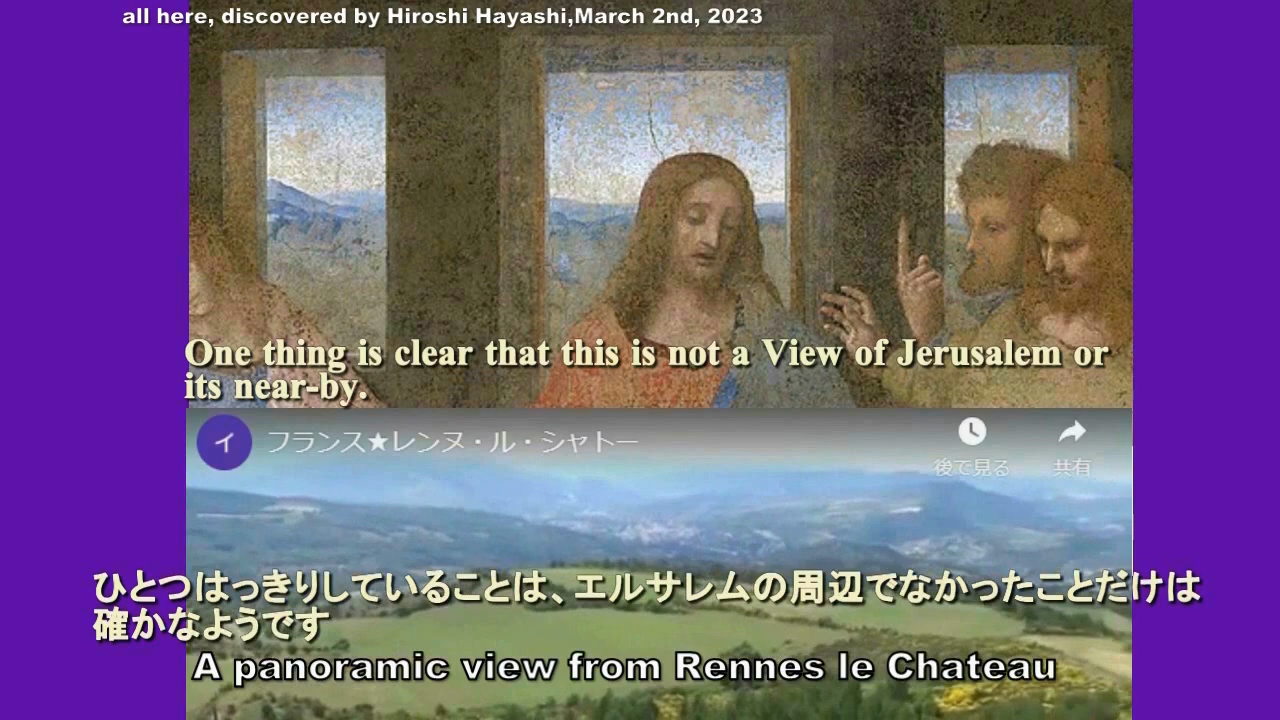 all here, discovered by Hiroshi Hayashi,March 2nd, 2023
One thing is clear that this is not a View of Jerusalem or
its near-by.
イ
フランス★レンヌ・ル・シャトー
後で見る
共有
ひとつはっきりしていることは、エルサレムの周辺でなかったことだけは
確かなようです
A panoramic view from Rennes le Chateau